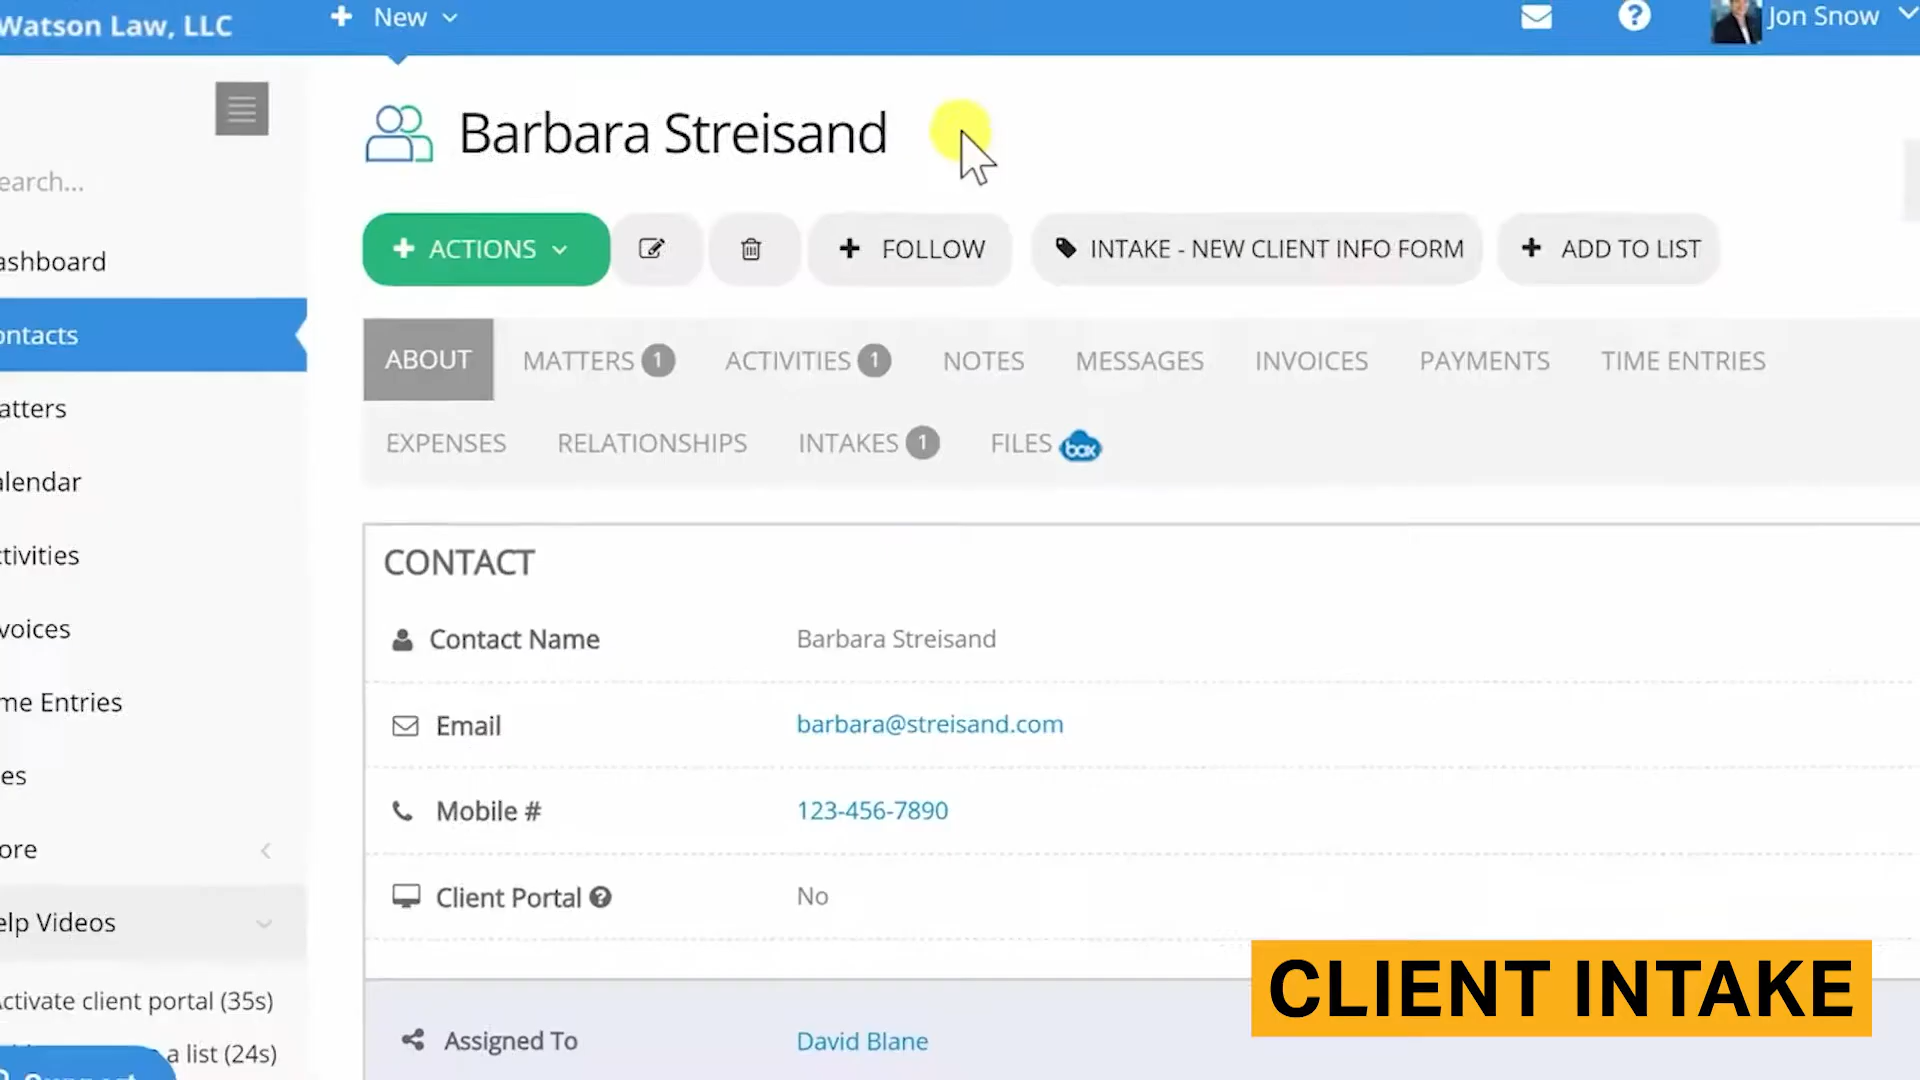 Watson Law, LLC
New
Jon Snow
earch...
ashboard
ontacts
atters
alendar
tivities
voices
me Entries
es
ore
elp Videos
Activate client portal (35s)
a list (24s)
Support
Barbara Streisand
ACTIONS
FOLLOW
INTAKE - NEW CLIENT INFO FORM
ADD TO LIST
ABOUT
MATTERS 1
ACTIVITIES 1
NOTES
MESSAGES
INVOICES
PAYMENTS
TIME ENTRIES
EXPENSES
RELATIONSHIPS
INTAKES 1
FILES box
CONTACT
Contact Name Barbara Streisand
Email barbara@streisand.com
Mobile # 123-456-7890
Client Portal No
Assigned To David Blane
CLIENT INTAKE